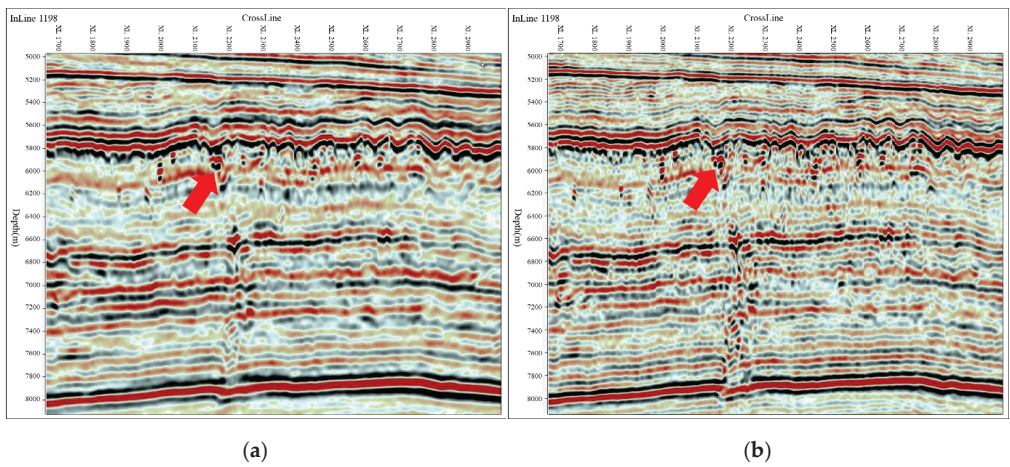 InLine 1198
CrossLine
XL 1700
XL 1800
XL 1900
XL 2000
XL 2100
XL 2200
XL 2300
XL 2400
XL 2500
XL 2600
XL 2700
XL 2800
XL 2900
Depth(m)
5000
5200
5400
5600
5800
6000
6200
6400
6600
6800
7000
7200
7400
7600
7800
8000
(a)
InLine 1198
CrossLine
XL 1700
XL 1800
XL 1900
XL 2000
XL 2100
XL 2200
XL 2300
XL 2400
XL 2500
XL 2600
XL 2700
XL 2800
XL 2900
Depth(m)
5000
5200
5400
5600
5800
6000
6200
6400
6600
6800
7000
7200
7400
7600
7800
8000
(b)